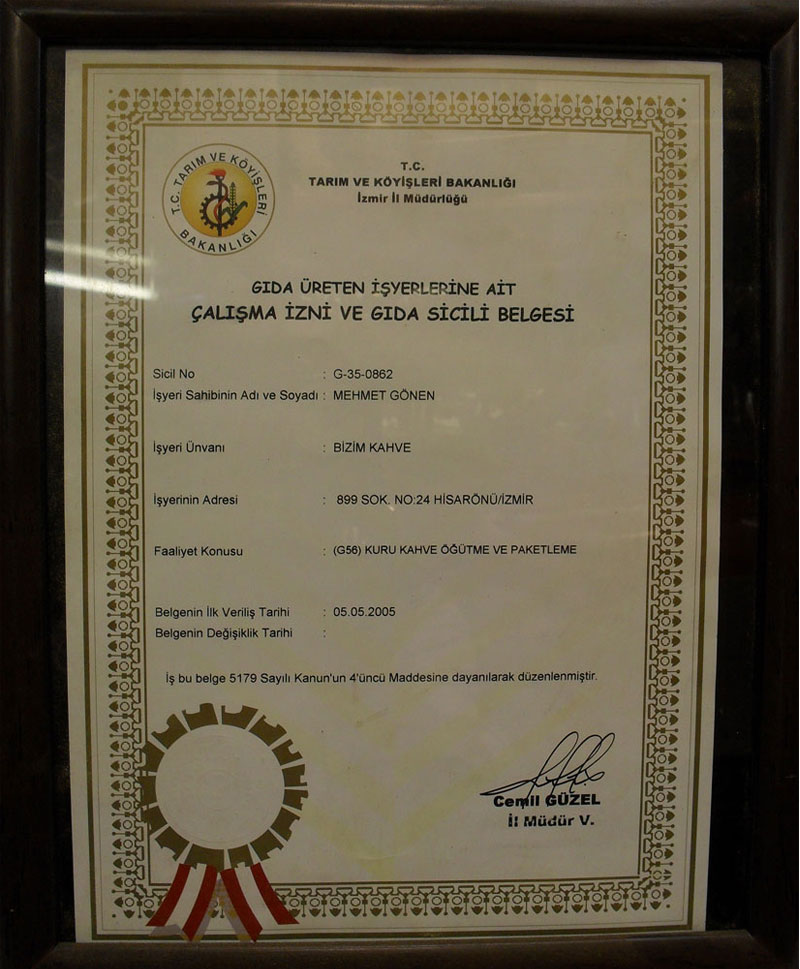 T.C. TARIM VE KÖYİŞLERİ
BAKANLIĞI
T.C.
TARIM VE KÖYİŞLERİ BAKANLIĞI
İzmir İl Müdürlüğü
GIDA ÜRETEN İŞYERLERİNE AİT
ÇALIŞMA İZNİ VE GIDA SİCİLİ BELGESİ
Sicil No : G-35-0862
İşyeri Sahibinin Adı ve Soyadı : MEHMET GÖNEN
İşyeri Ünvanı : BİZİM KAHVE
İşyerinin Adresi : 899 SOK. NO:24 HİSARÖNÜ/İZMİR
Faaliyet Konusu : (G56) KURU KAHVE ÖĞÜTME VE PAKETLEME
Belgenin İlk Veriliş Tarihi : 05.05.2005
Belgenin Değişiklik Tarihi :
İş bu belge 5179 Sayılı Kanun'un 4'üncü Maddesine dayanılarak düzenlenmiştir.
Cemil GÜZEL
İl Müdür V.